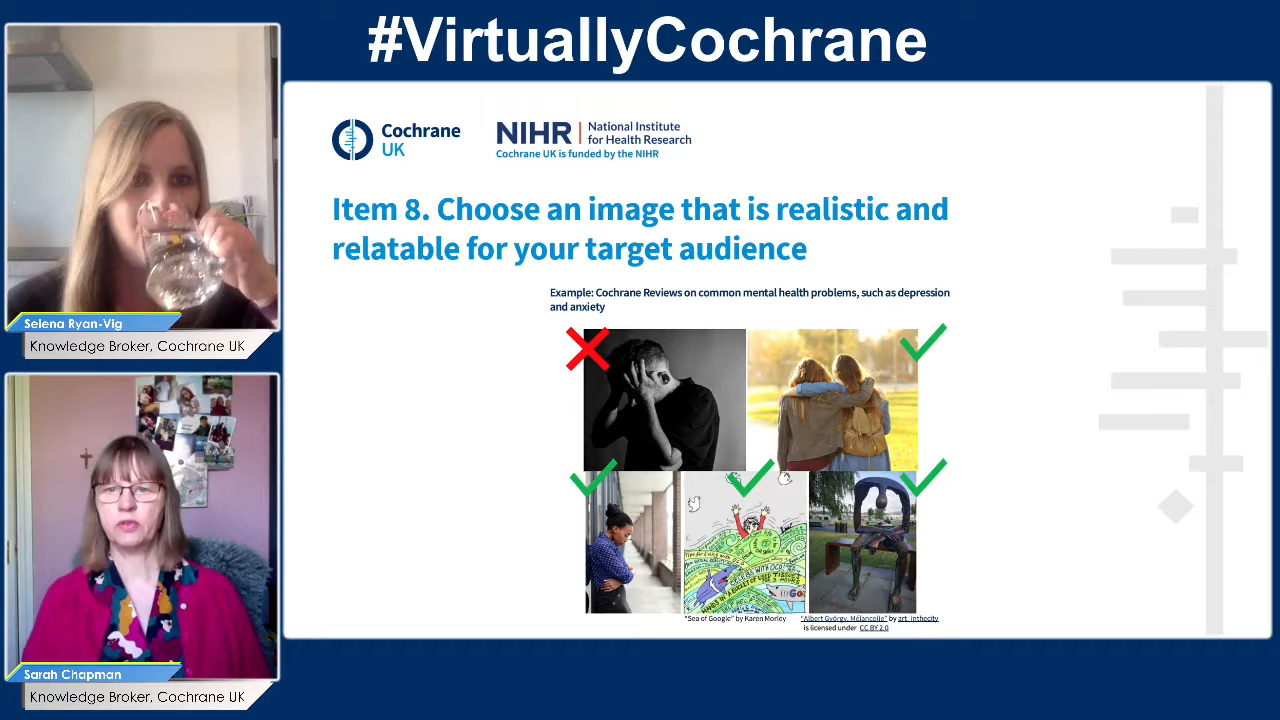 #VirtuallyCochrane
Cochrane
UK
NIHR
National Institute
for Health Research
Cochrane UK is funded by the NIHR
Item 8. Choose an image that is realistic and
relatable for your target audience
Example: Cochrane Reviews on common mental health problems, such as depression
and anxiety
"Sea of Google" by Karen Morley
"Albert György, Mélancolie" by art_inthecity
is licensed under CC BY 2.0
Selena Ryan-Vig
Knowledge Broker, Cochrane UK
Sarah Chapman
Knowledge Broker, Cochrane UK